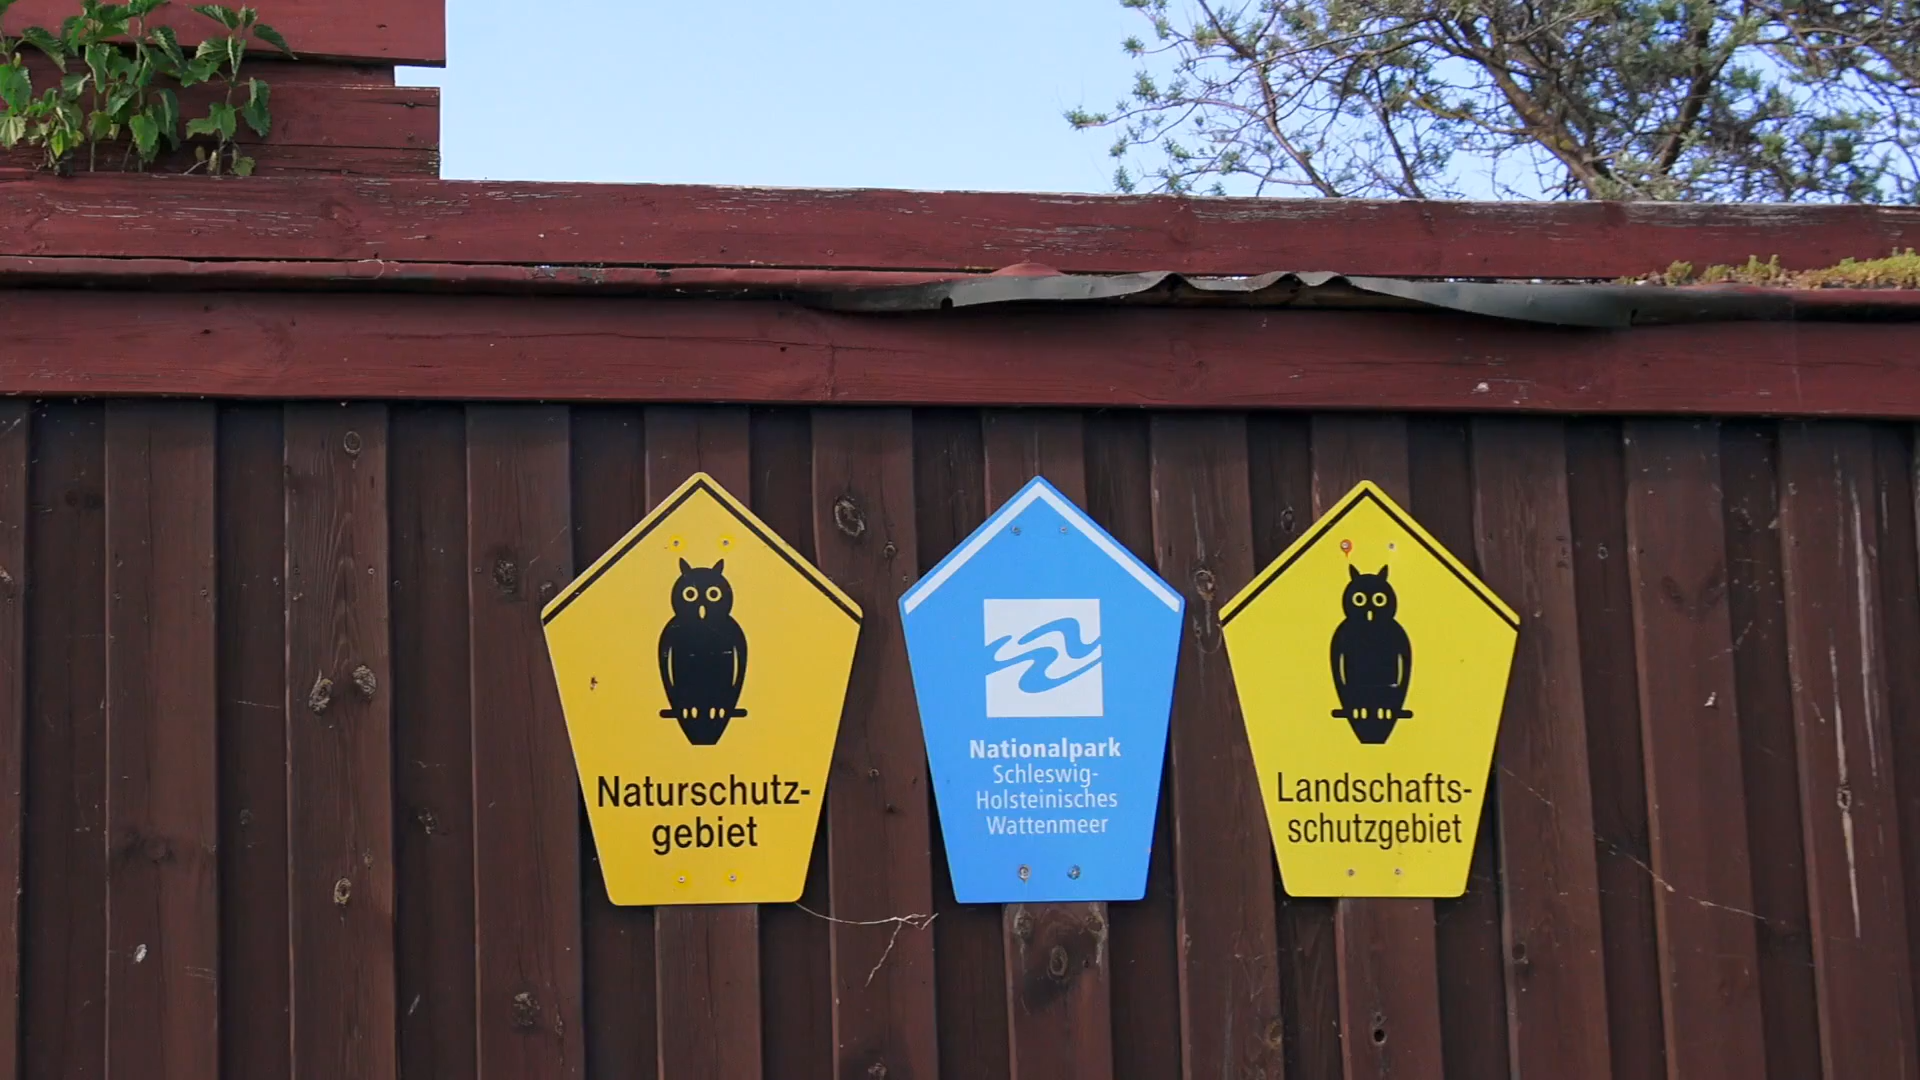 Naturschutz-
gebiet
Nationalpark
Schleswig-
Holsteinisches
Wattenmeer
Landschafts-
schutzgebiet